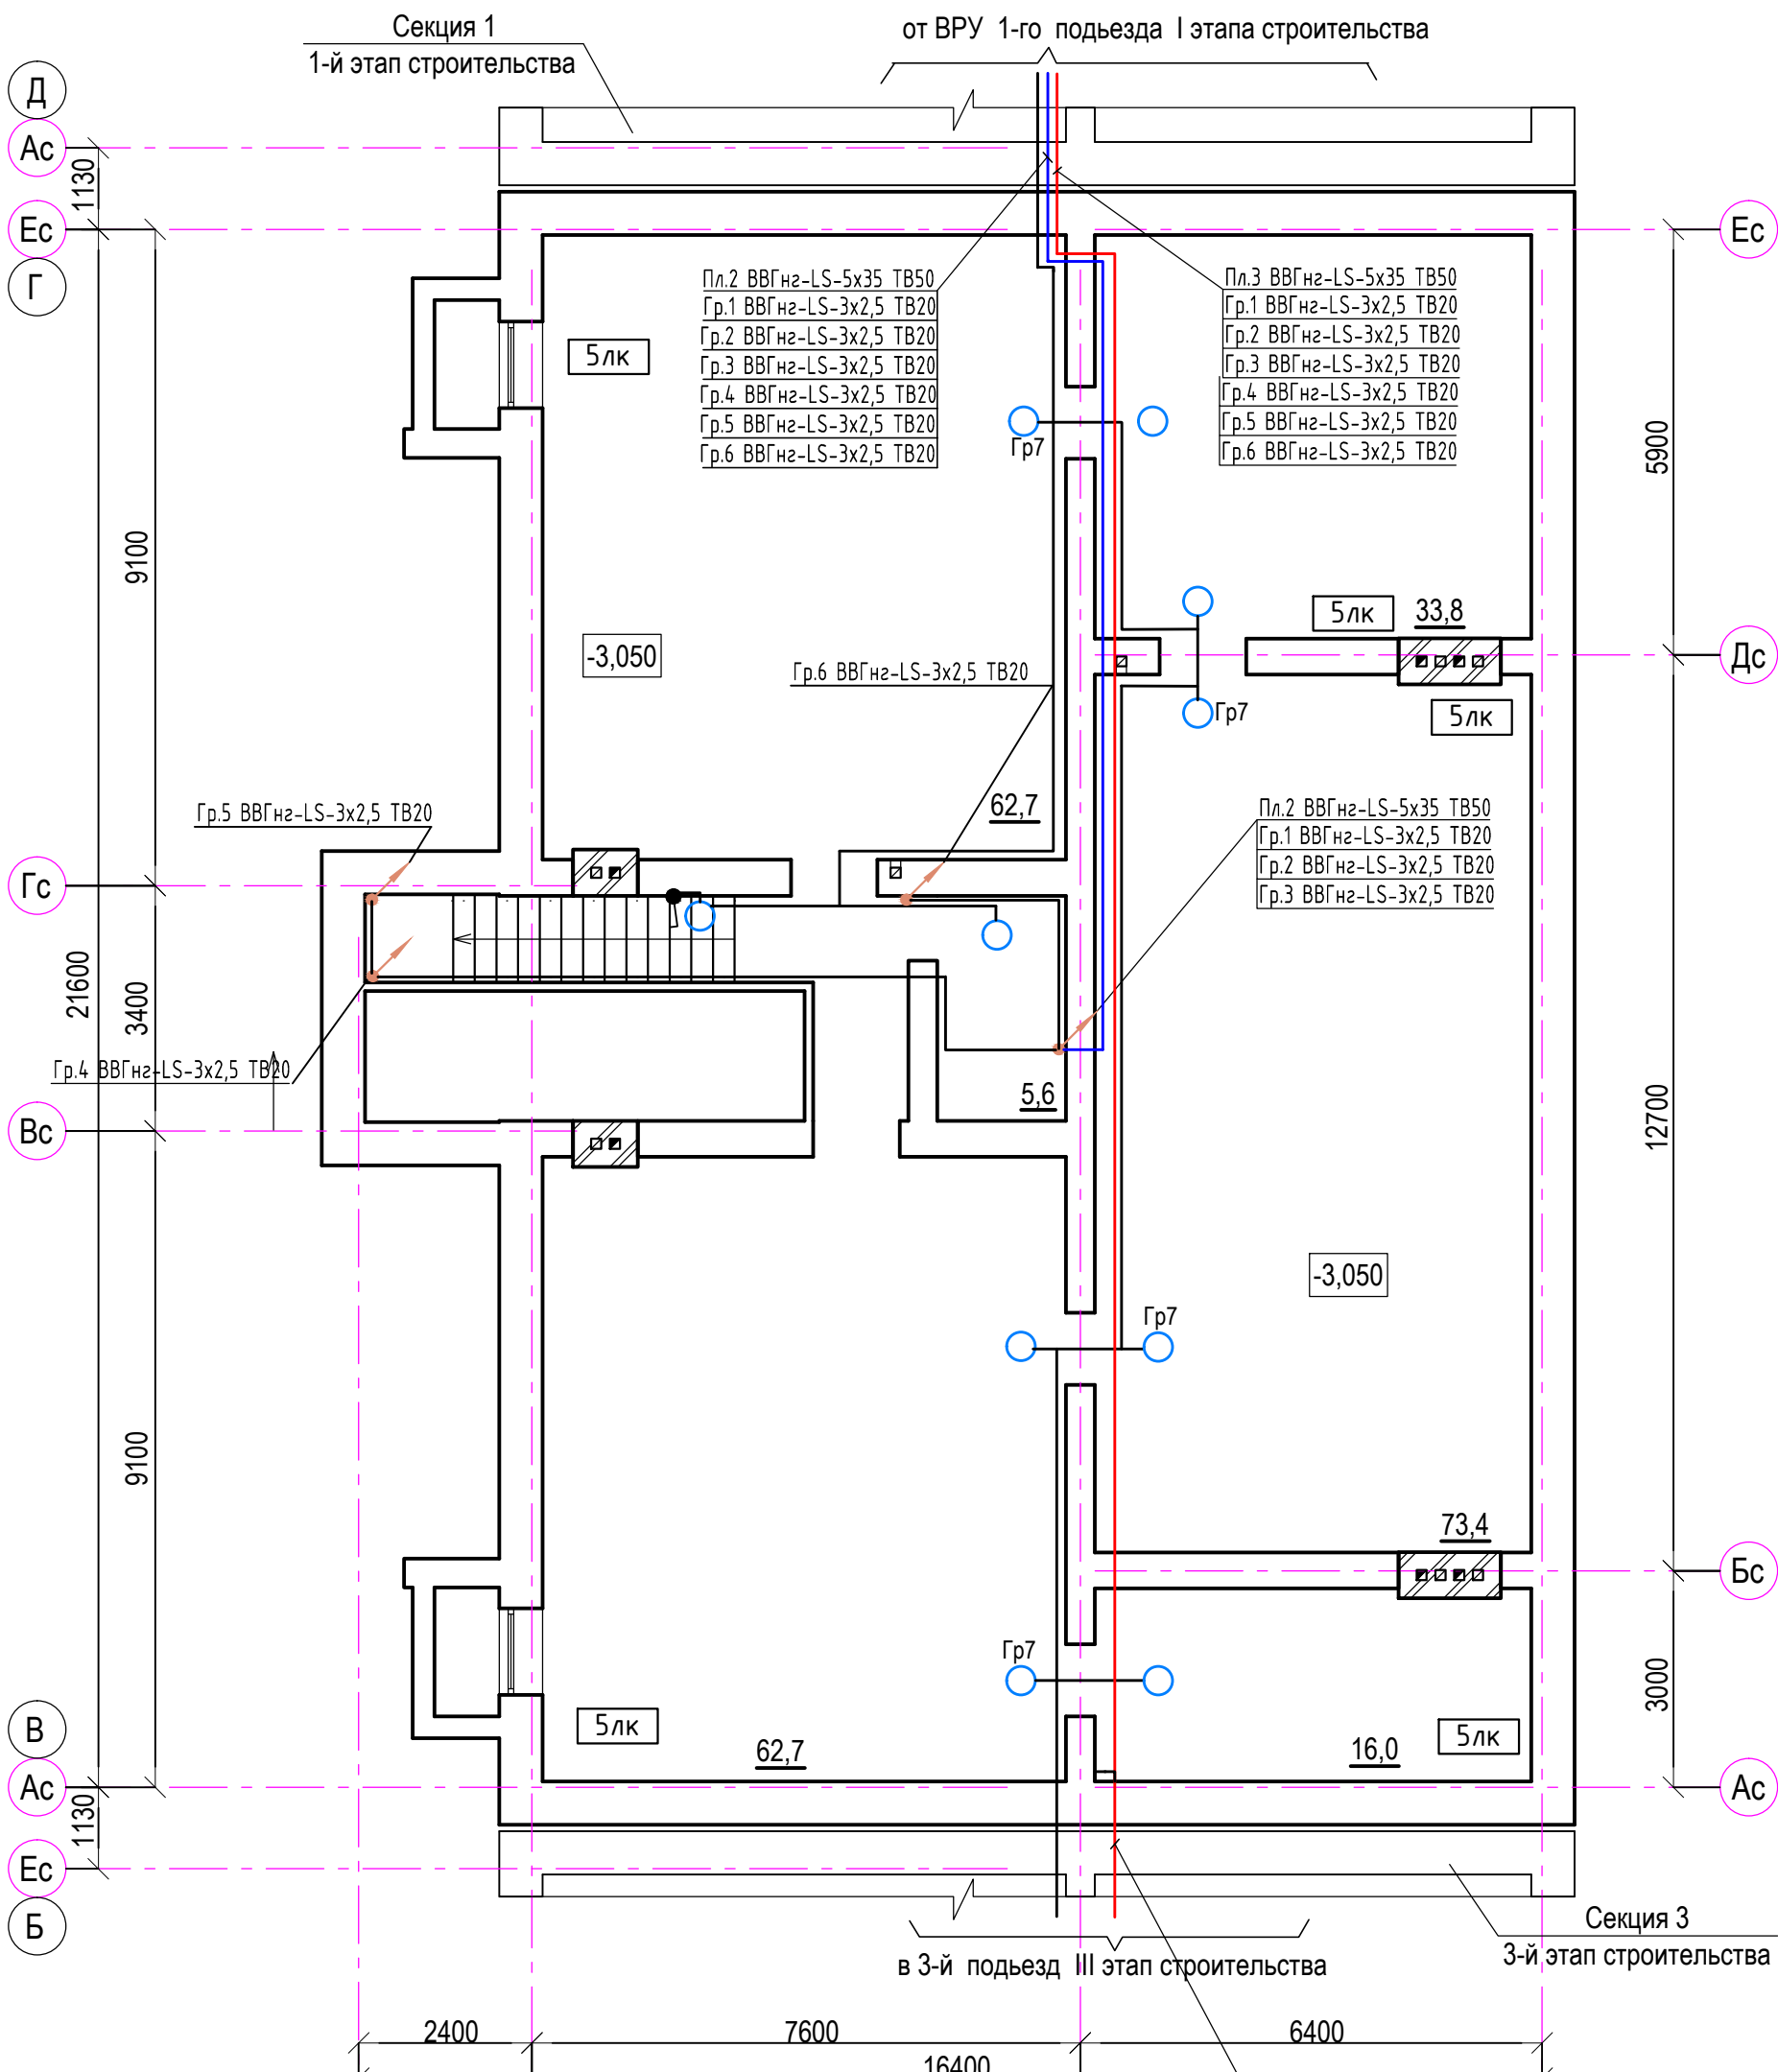 Секция 1
1-й этап строительства
от ВРУ 1-го подьезда I этапа строительства
Д
Ас
1130
Ес
Г
Ес
Пл.2 ВВГнг-LS-5х35 ТВ50
Гр.1 ВВГнг-LS-3х2,5 ТВ20
Гр.2 ВВГнг-LS-3х2,5 ТВ20
Гр.3 ВВГнг-LS-3х2,5 ТВ20
Гр.4 ВВГнг-LS-3х2,5 ТВ20
Гр.5 ВВГнг-LS-3х2,5 ТВ20
Гр.6 ВВГнг-LS-3х2,5 ТВ20
Пл.3 ВВГнг-LS-5х35 ТВ50
Гр.1 ВВГнг-LS-3х2,5 ТВ20
Гр.2 ВВГнг-LS-3х2,5 ТВ20
Гр.3 ВВГнг-LS-3х2,5 ТВ20
Гр.4 ВВГнг-LS-3х2,5 ТВ20
Гр.5 ВВГнг-LS-3х2,5 ТВ20
Гр.6 ВВГнг-LS-3х2,5 ТВ20
5лк
Гр7
5900
9100
5лк
33,8
-3,050
Дс
Гр.6 ВВГнг-LS-3х2,5 ТВ20
Гр7
5лк
62,7
Гр.5 ВВГнг-LS-3х2,5 ТВ20
Пл.2 ВВГнг-LS-5х35 ТВ50
Гр.1 ВВГнг-LS-3х2,5 ТВ20
Гр.2 ВВГнг-LS-3х2,5 ТВ20
Гр.3 ВВГнг-LS-3х2,5 ТВ20
Гс
21600
3400
Гр.4 ВВГнг-LS-3х2,5 ТВ20
5,6
Вс
12700
-3,050
Гр7
9100
73,4
Бс
Гр7
3000
5лк
62,7
16,0
5лк
В
Ас
Ас
1130
Ес
Б
Секция 3
3-й этап строительства
в 3-й подьезд III этап строительства
2400
7600
6400
16400